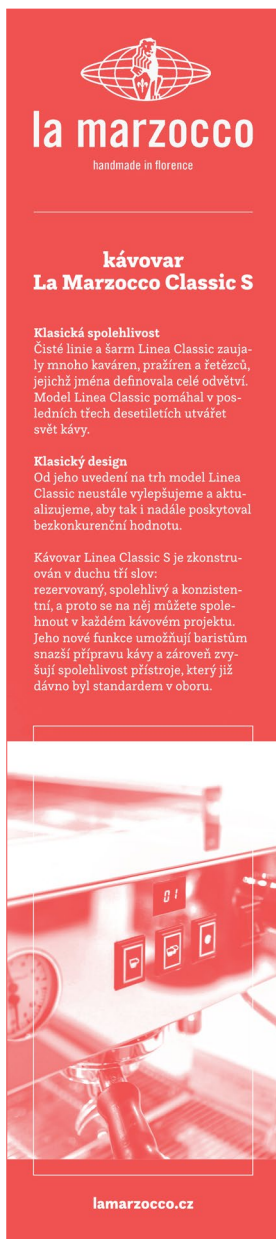 la marzocco
handmade in florence
kávovar
La Marzocco Classic S
Klasická spolehlivost
Čisté linie a šarm Linea Classic zauja-
ly mnoho kaváren, pražíren a řetězců,
jejichž jména definovala celé odvětví.
Model Linea Classic pomáhal v pos-
ledních třech desetiletích utvářet
svět kávy.
Klasický design
Od jeho uvedení na trh model Linea
Classic neustále vylepšujeme a aktu-
alizujeme, aby tak i nadále poskytoval
bezkonkurenční hodnotu.
Kávovar Linea Classic S je zkonstru-
ován v duchu tří slov:
rezervovaný, spolehlivý a konzisten-
tní, a proto se na něj můžete spole-
hnout v každém kávovém projektu.
Jeho nové funkce umožňují baristům
snazší přípravu kávy a zároveň zvy-
šují spolehlivost přístroje, který již
dávno byl standardem v oboru.
01
lamarzocco.cz